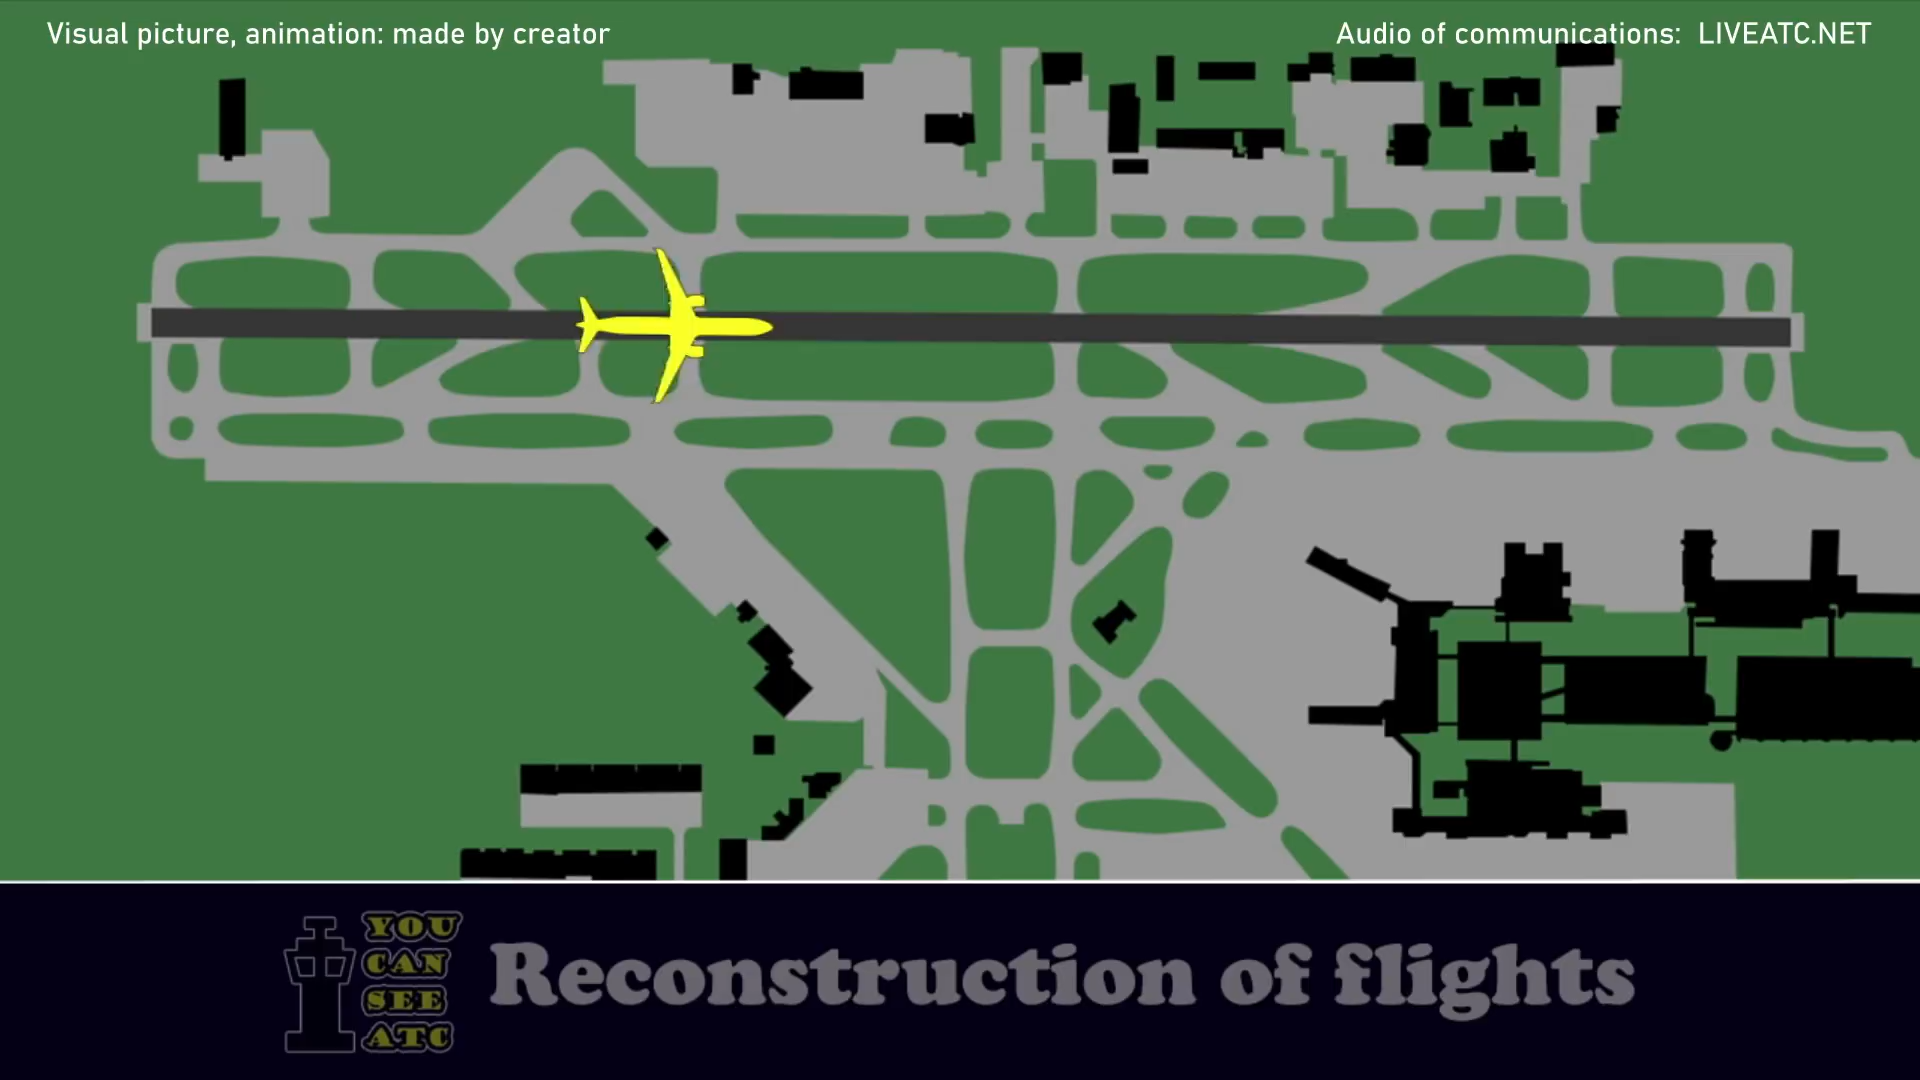 Visual picture, animation: made by creator
Audio of communications: LIVEATC.NET
YOU
CAN
SEE
ATC
Reconstruction of flights